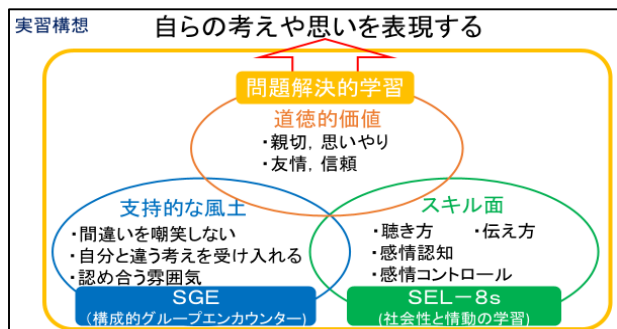 実習構想
自らの考えや思いを表現する
問題解決的学習
道徳的価値
・親切，思いやり
・友情，信頼
支持的な風土
・間違いを嘲笑しない
・自分と違う考えを受け入れる
・認め合う雰囲気
SGE
（構成的グループエンカウンター）
スキル面
・聴き方　・伝え方
・感情認知
・感情コントロール
SEL－8s
(社会性と情動の学習)